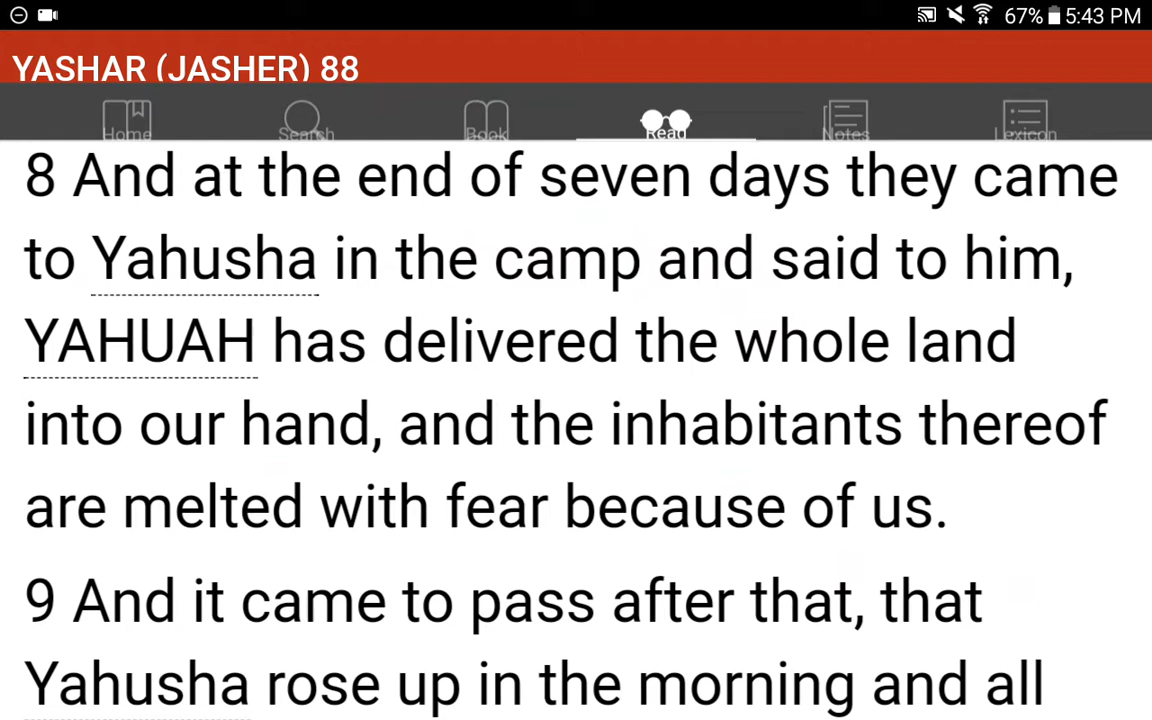 67% 5:43 PM
YASHAR (JASHER) 88
Home Search Book Read Notes Lexicon
8 And at the end of seven days they came
to Yahusha in the camp and said to him,
YAHUAH has delivered the whole land
into our hand, and the inhabitants thereof
are melted with fear because of us.
9 And it came to pass after that, that
Yahusha rose up in the morning and all